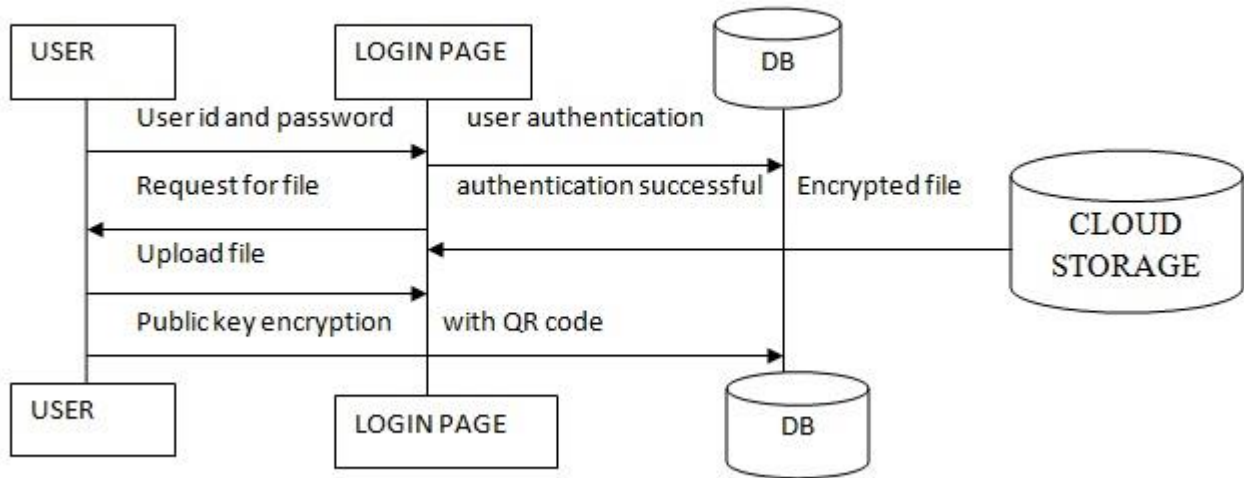 USER
LOGIN PAGE
DB
User id and password
user authentication
Request for file
authentication successful
Encrypted file
CLOUD
STORAGE
Upload file
Public key encryption
with QR code
USER
LOGIN PAGE
DB